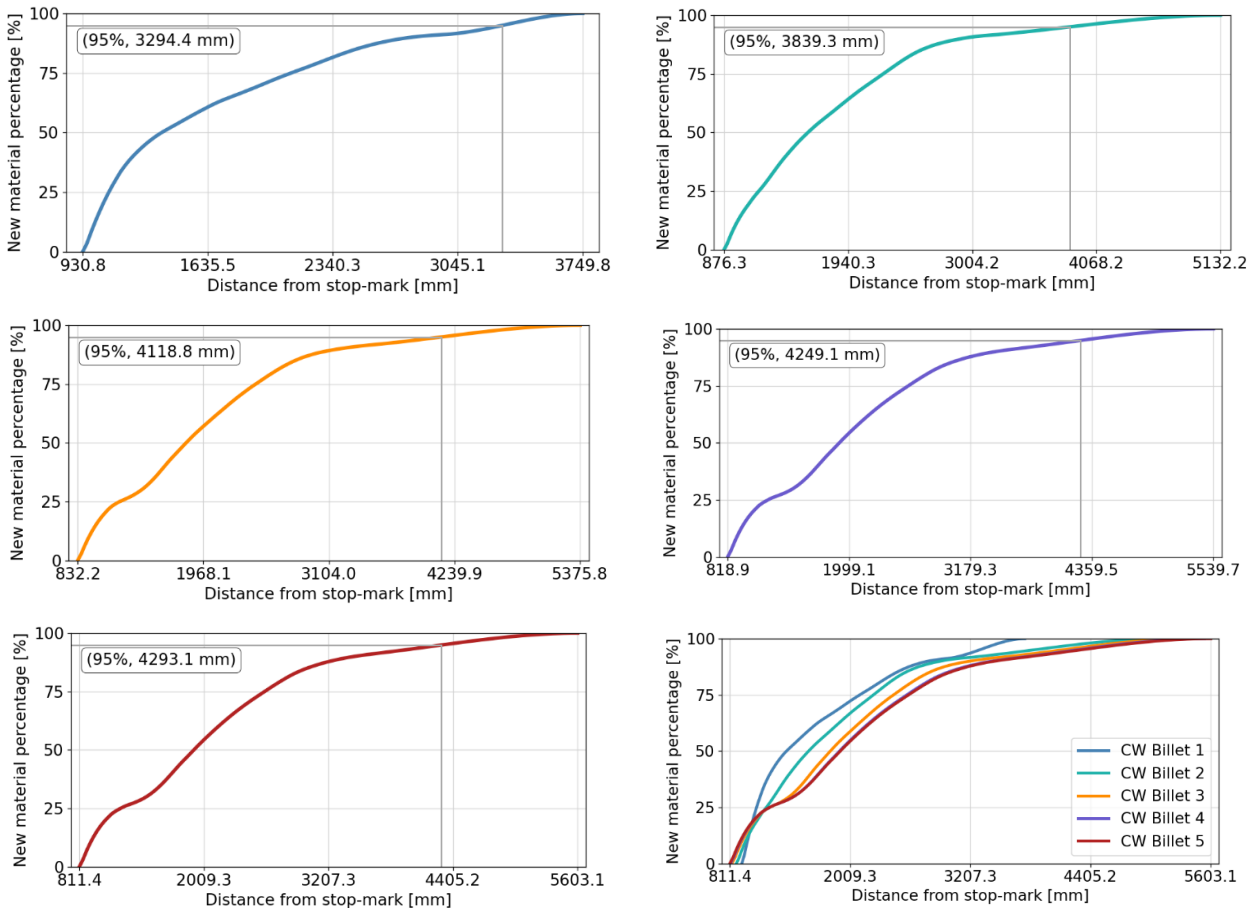 New material percentage [%]
100
75
50
25
0
(95%, 3294.4 mm)
930.8 1635.5 2340.3 3045.1 3749.8
Distance from stop-mark [mm]
New material percentage [%]
100
75
50
25
0
(95%, 3839.3 mm)
876.3 1940.3 3004.2 4068.2 5132.2
Distance from stop-mark [mm]
New material percentage [%]
100
75
50
25
0
(95%, 4118.8 mm)
832.2 1968.1 3104.0 4239.9 5375.8
Distance from stop-mark [mm]
New material percentage [%]
100
75
50
25
0
(95%, 4249.1 mm)
818.9 1999.1 3179.3 4359.5 5539.7
Distance from stop-mark [mm]
New material percentage [%]
100
75
50
25
0
(95%, 4293.1 mm)
811.4 2009.3 3207.3 4405.2 5603.1
Distance from stop-mark [mm]
New material percentage [%]
100
75
50
25
0
CW Billet 1
CW Billet 2
CW Billet 3
CW Billet 4
CW Billet 5
811.4 2009.3 3207.3 4405.2 5603.1
Distance from stop-mark [mm]